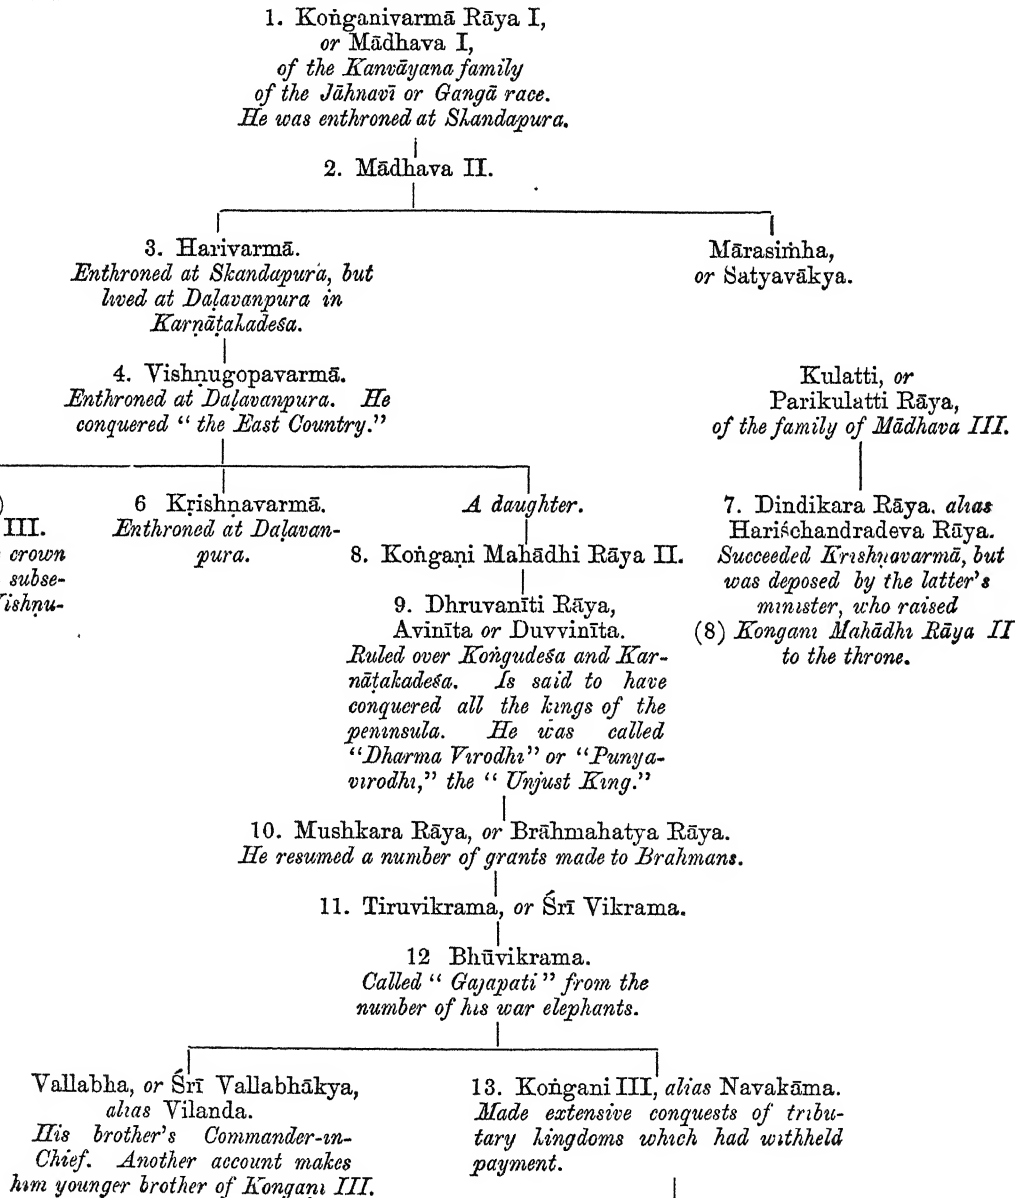 1. Koṅganivarmā Rāya I,
or Mādhava I,
of the Kanvāyana family
of the Jāhnavī or Gangā race.
He was enthroned at Skandapura.
2. Mādhava II.
3. Harivarmā.
Enthroned at Skandapura, but
lived at Daḷavanpura in
Karṇāṭakadeśa.
Mārasiṁha,
or Satyavākya.
4. Vishṇugopavarmā.
Enthroned at Daḷavanpura. He
conquered “ the East Country.”
Kulatti, or
Parikulatti Rāya,
of the family of Mādhava III.
)
III.
crown
subse-
ishṇu-
6 Kṛishṇavarmā.
Enthroned at Daḷavan-
pura.
A daughter.
8. Koṅgaṇi Mahādhi Rāya II.
7. Dindikara Rāya. alias
Hariśchandradeva Rāya.
Succeeded Krishṇavarmā, but
was deposed by the latter's
minister, who raised
(8) Kongani Mahādhi Rāya II
to the throne.
9. Dhruvanīti Rāya,
Avinīta or Duvvinīta.
Ruled over Koṅgudeśa and Kar-
nāṭakadeśa. Is said to have
conquered all the kings of the
peninsula. He was called
“Dharma Virodhi” or “Punya-
virodhi,” the “ Unjust King.”
10. Mushkara Rāya, or Brāhmahatya Rāya.
He resumed a number of grants made to Brahmans.
11. Tiruvikrama, or Śrī Vikrama.
12 Bhūvikrama.
Called “ Gajapati ” from the
number of his war elephants.
Vallabha, or Śrī Vallabhākya,
alias Vilanda.
His brother's Commander-in-
Chief. Another account makes
him younger brother of Kongani III.
13. Koṅgani III, alias Navakāma.
Made extensive conquests of tribu-
tary kingdoms which had withheld
payment.